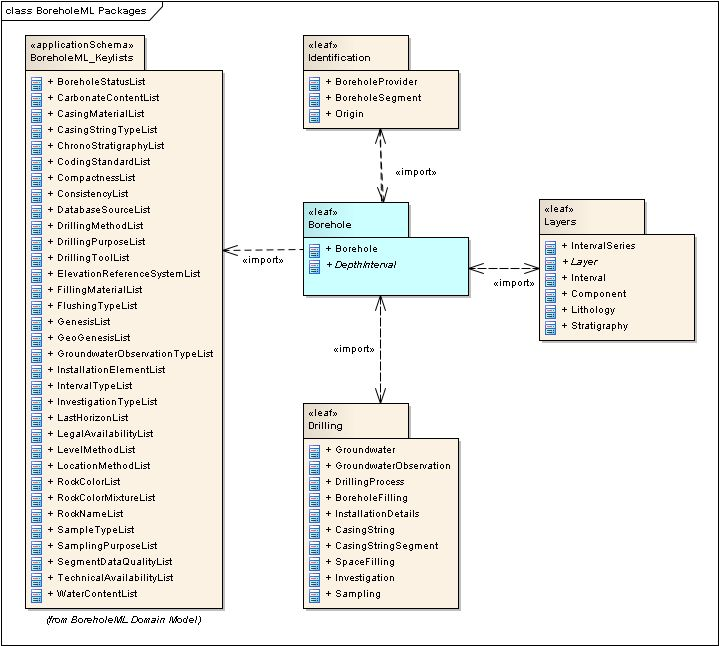 class BoreholeML Packages
«applicationSchema»
BoreholeML_Keylists
+ BoreholeStatusList
+ CarbonateContentList
+ CasingMaterialList
+ CasingStringTypeList
+ ChronoStratigraphyList
+ CodingStandardList
+ CompactnessList
+ ConsistencyList
+ DatabaseSourceList
+ DrillingMethodList
+ DrillingPurposeList
+ DrillingToolList
+ ElevationReferenceSystemList
+ FillingMaterialList
+ FlushingTypeList
+ GenesisList
+ GeoGenesisList
+ GroundwaterObservationTypeList
+ InstallationElementList
+ IntervalTypeList
+ InvestigationTypeList
+ LastHorizonList
+ LegalAvailabilityList
+ LevelMethodList
+ LocationMethodList
+ RockColorList
+ RockColorMixtureList
+ RockNameList
+ SampleTypeList
+ SamplingPurposeList
+ SegmentDataQualityList
+ TechnicalAvailabilityList
+ WaterContentList
(from BoreholeML Domain Model)
«leaf»
Identification
+ BoreholeProvider
+ BoreholeSegment
+ Origin
«import»
«leaf»
Borehole
+ Borehole
+ DepthInterval
«import»
«import»
«leaf»
Layers
+ IntervalSeries
+ Layer
+ Interval
+ Component
+ Lithology
+ Stratigraphy
«import»
«leaf»
Drilling
+ Groundwater
+ GroundwaterObservation
+ DrillingProcess
+ BoreholeFilling
+ InstallationDetails
+ CasingString
+ CasingStringSegment
+ SpaceFilling
+ Investigation
+ Sampling